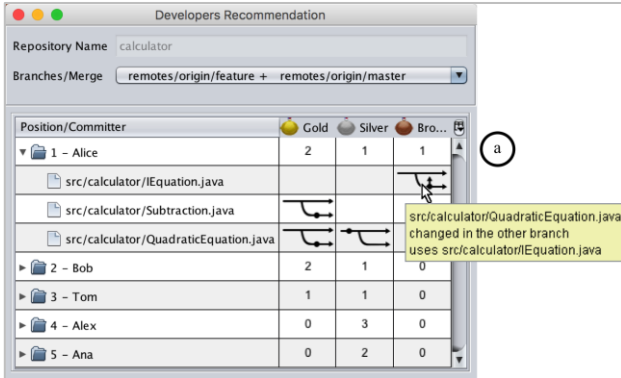 Developers Recommendation
Repository Name calculator
Branches/Merge remotes/origin/feature + remotes/origin/master
Position/Committer Gold Silver Bro...
1 - Alice 2 1 1
src/calculator/IEquation.java
src/calculator/Subtraction.java
src/calculator/QuadraticEquation.java
2 - Bob 2 1 0
3 - Tom 1 1 0
4 - Alex 0 3 0
5 - Ana 0 2 0
a
src/calculator/QuadraticEquation.java
changed in the other branch
uses src/calculator/IEquation.java